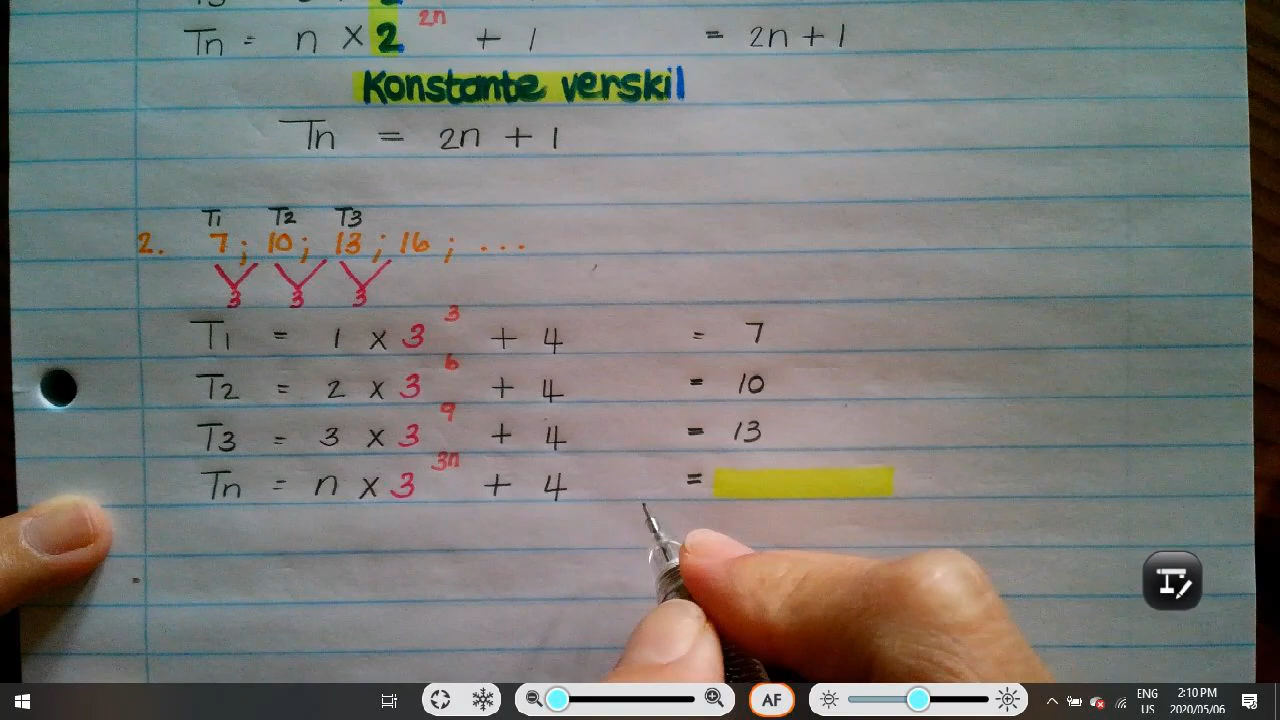 Tn = n × 2 2n + 1 = 2n + 1
Konstante verskil
Tn = 2n + 1
T1 T2 T3
2. 7 ; 10 ; 13 ; 16 ; ...
3 3 3
T1 = 1 × 3 3 + 4 = 7
T2 = 2 × 3 6 + 4 = 10
T3 = 3 × 3 9 + 4 = 13
Tn = n × 3 3n + 4 =
AF
ENG
US
2:10 PM
2020/05/06